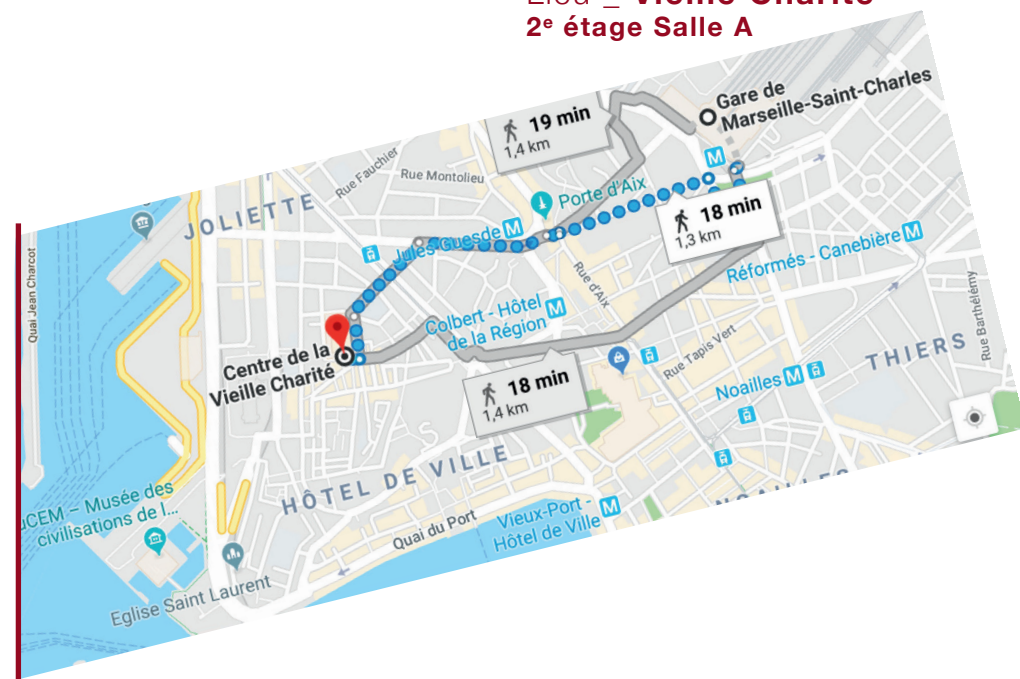 Lieu _ Vieille Charité
2e étage Salle A
Gare de
Marseille-Saint-Charles
19 min
1,4 km
Rue Fauchier
Rue Montolieu
JOLIETTE
Porte d'Aix
18 min
1,3 km
Jules Guesde
Rue d'Aix
Réformés - Canebière
Quai Jean Charcot
Colbert - Hôtel
de la Région
Centre de la
Vieille Charité
Rue Tapis Vert
Rue Barthélémy
THIERS
18 min
1,4 km
Noailles
HÔTEL DE VILLE
uCEM – Musée des
civilisations de l...
Quai du Port
Vieux-Port -
Hôtel de Ville
Eglise Saint Laurent